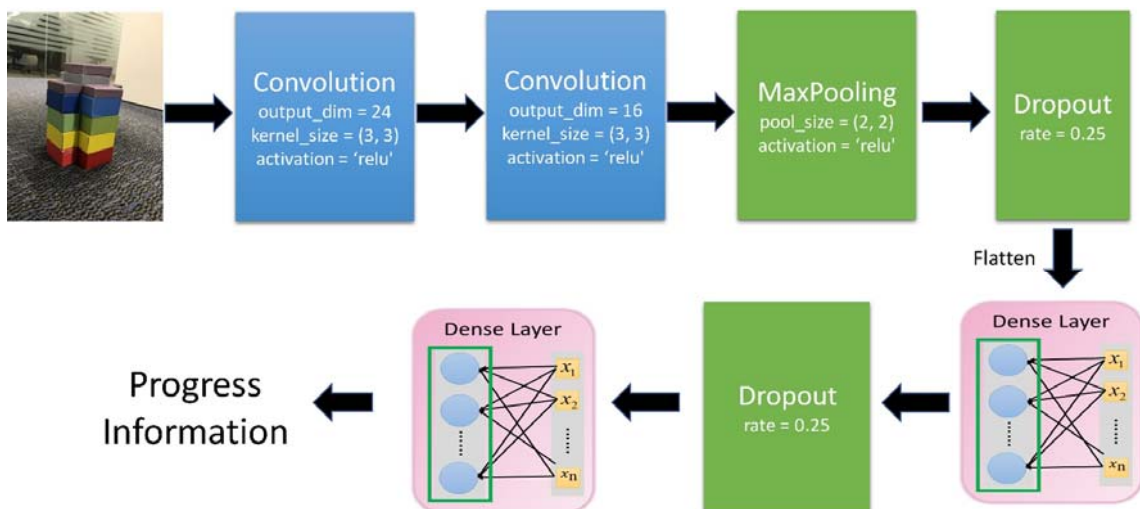 Convolution
output_dim = 24
kernel_size = (3, 3)
activation = ‘relu'
Convolution
output_dim = 16
kernel_size = (3, 3)
activation = ‘relu'
MaxPooling
pool_size = (2, 2)
activation = ‘relu'
Dropout
rate = 0.25
Flatten
Dense Layer
x1
x2
......
......
xn
Dropout
rate = 0.25
Dense Layer
x1
x2
......
......
xn
Progress
Information